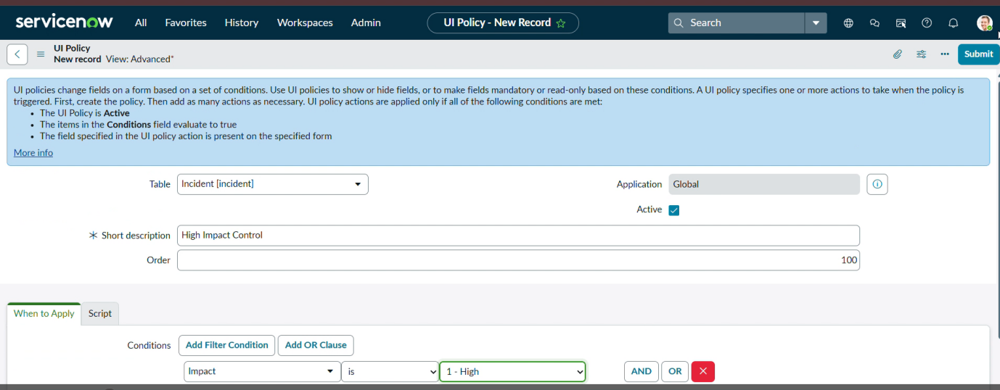 servicenow All Favorites History Workspaces Admin UI Policy - New Record Search
UI Policy
New record View: Advanced*
Submit
UI policies change fields on a form based on a set of conditions. Use UI policies to show or hide fields, or to make fields mandatory or read-only based on these conditions. A UI policy specifies one or more actions to take when the policy is
triggered. First, create the policy. Then add as many actions as necessary. UI policy actions are applied only if all of the following conditions are met:
• The UI Policy is Active
• The items in the Conditions field evaluate to true
• The field specified in the UI policy action is present on the specified form
More info
Table Incident [incident] Application Global
Active
Short description High Impact Control
Order 100
When to Apply Script
Conditions Add Filter Condition Add OR Clause
Impact is 1 - High AND OR